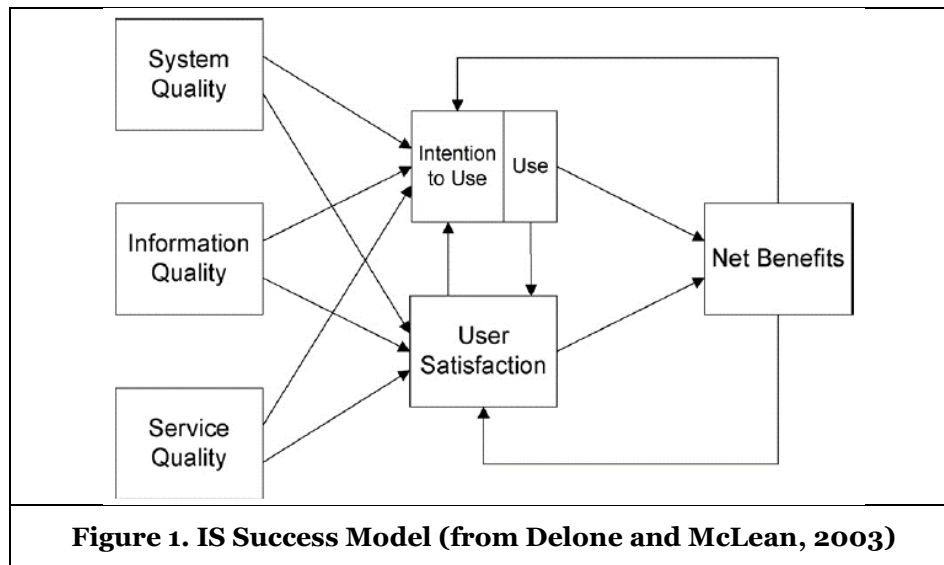 System
Quality
Intention
to Use
Use
Information
Quality
Net Benefits
User
Satisfaction
Service
Quality
Figure 1. IS Success Model (from Delone and McLean, 2003)